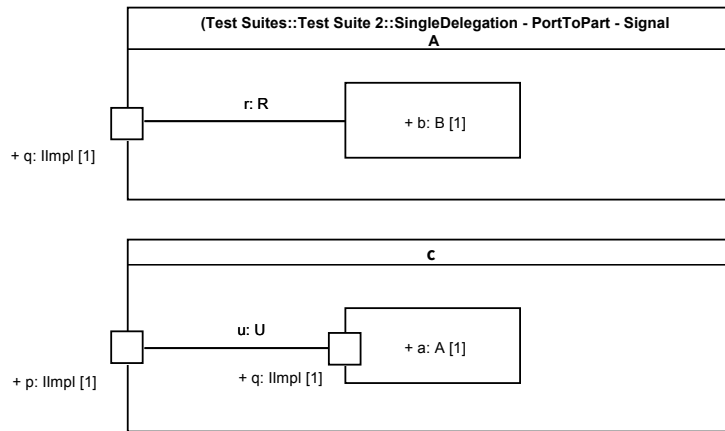 (Test Suites::Test Suite 2::SingleDelegation - PortToPart - Signal
A
r: R
+ b: B [1]
+ q: IImpl [1]
c
u: U
+ a: A [1]
+ p: IImpl [1]
+ q: IImpl [1]